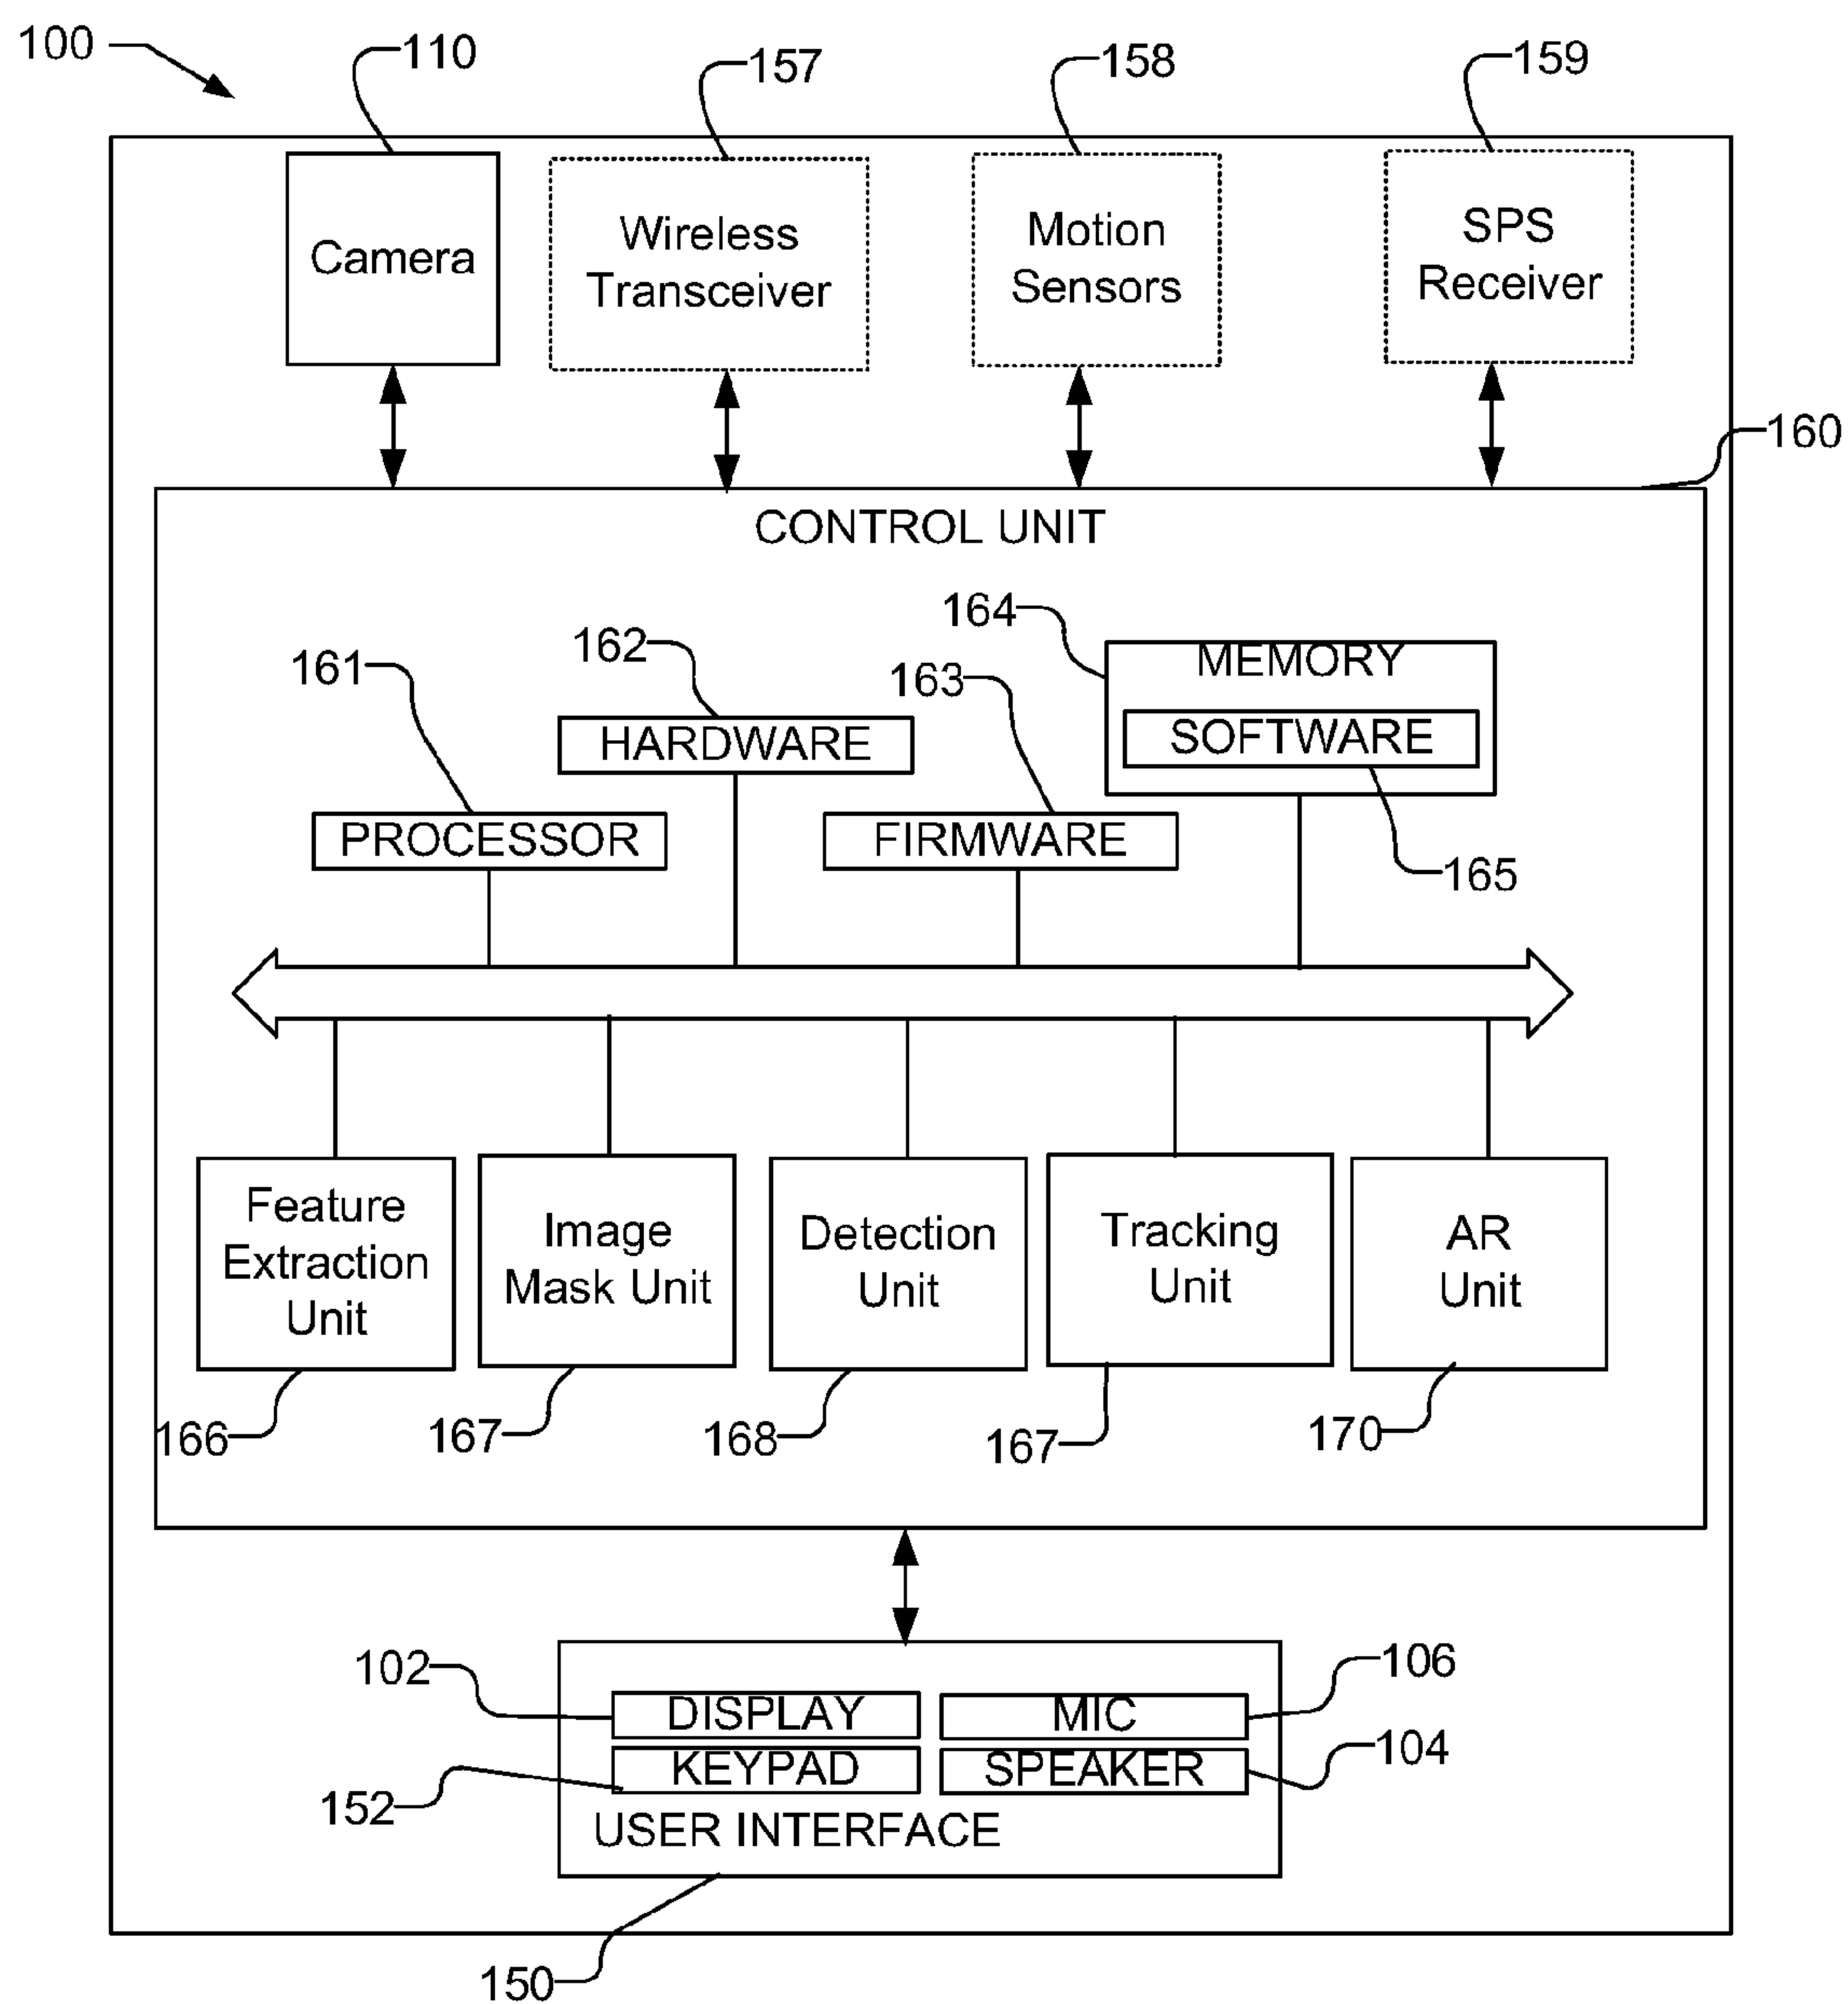 100
110
157
158
159
Camera
Wireless
Transceiver
Motion
Sensors
SPS
Receiver
160
CONTROL UNIT
161
162
163
164
MEMORY
SOFTWARE
HARDWARE
PROCESSOR
FIRMWARE
165
Feature
Extraction
Unit
Image
Mask Unit
Detection
Unit
Tracking
Unit
AR
Unit
166
167
168
167
170
102
DISPLAY
MIC
106
152
KEYPAD
SPEAKER
104
USER INTERFACE
150